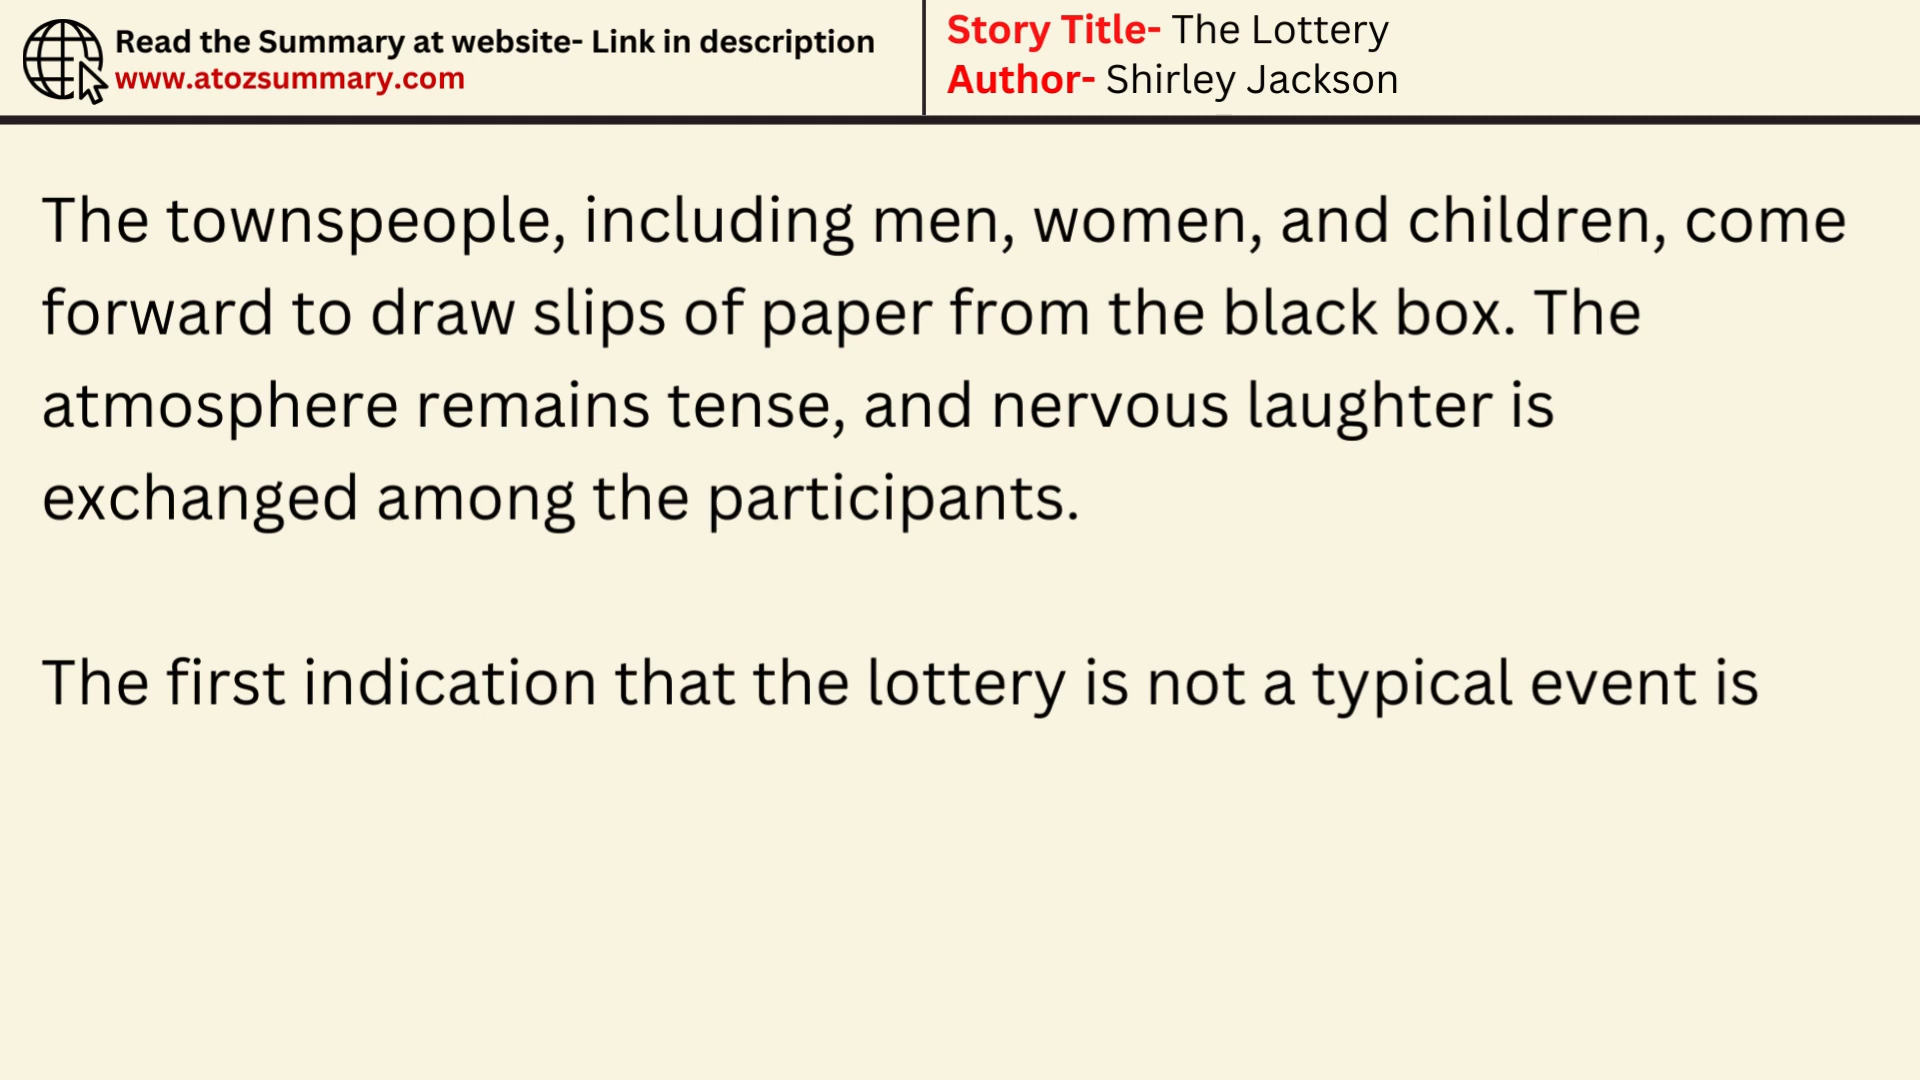 Read the Summary at website- Link in description
www.atozsummary.com
Story Title- The Lottery
Author- Shirley Jackson
The townspeople, including men, women, and children, come
forward to draw slips of paper from the black box. The
atmosphere remains tense, and nervous laughter is
exchanged among the participants.
The first indication that the lottery is not a typical event is